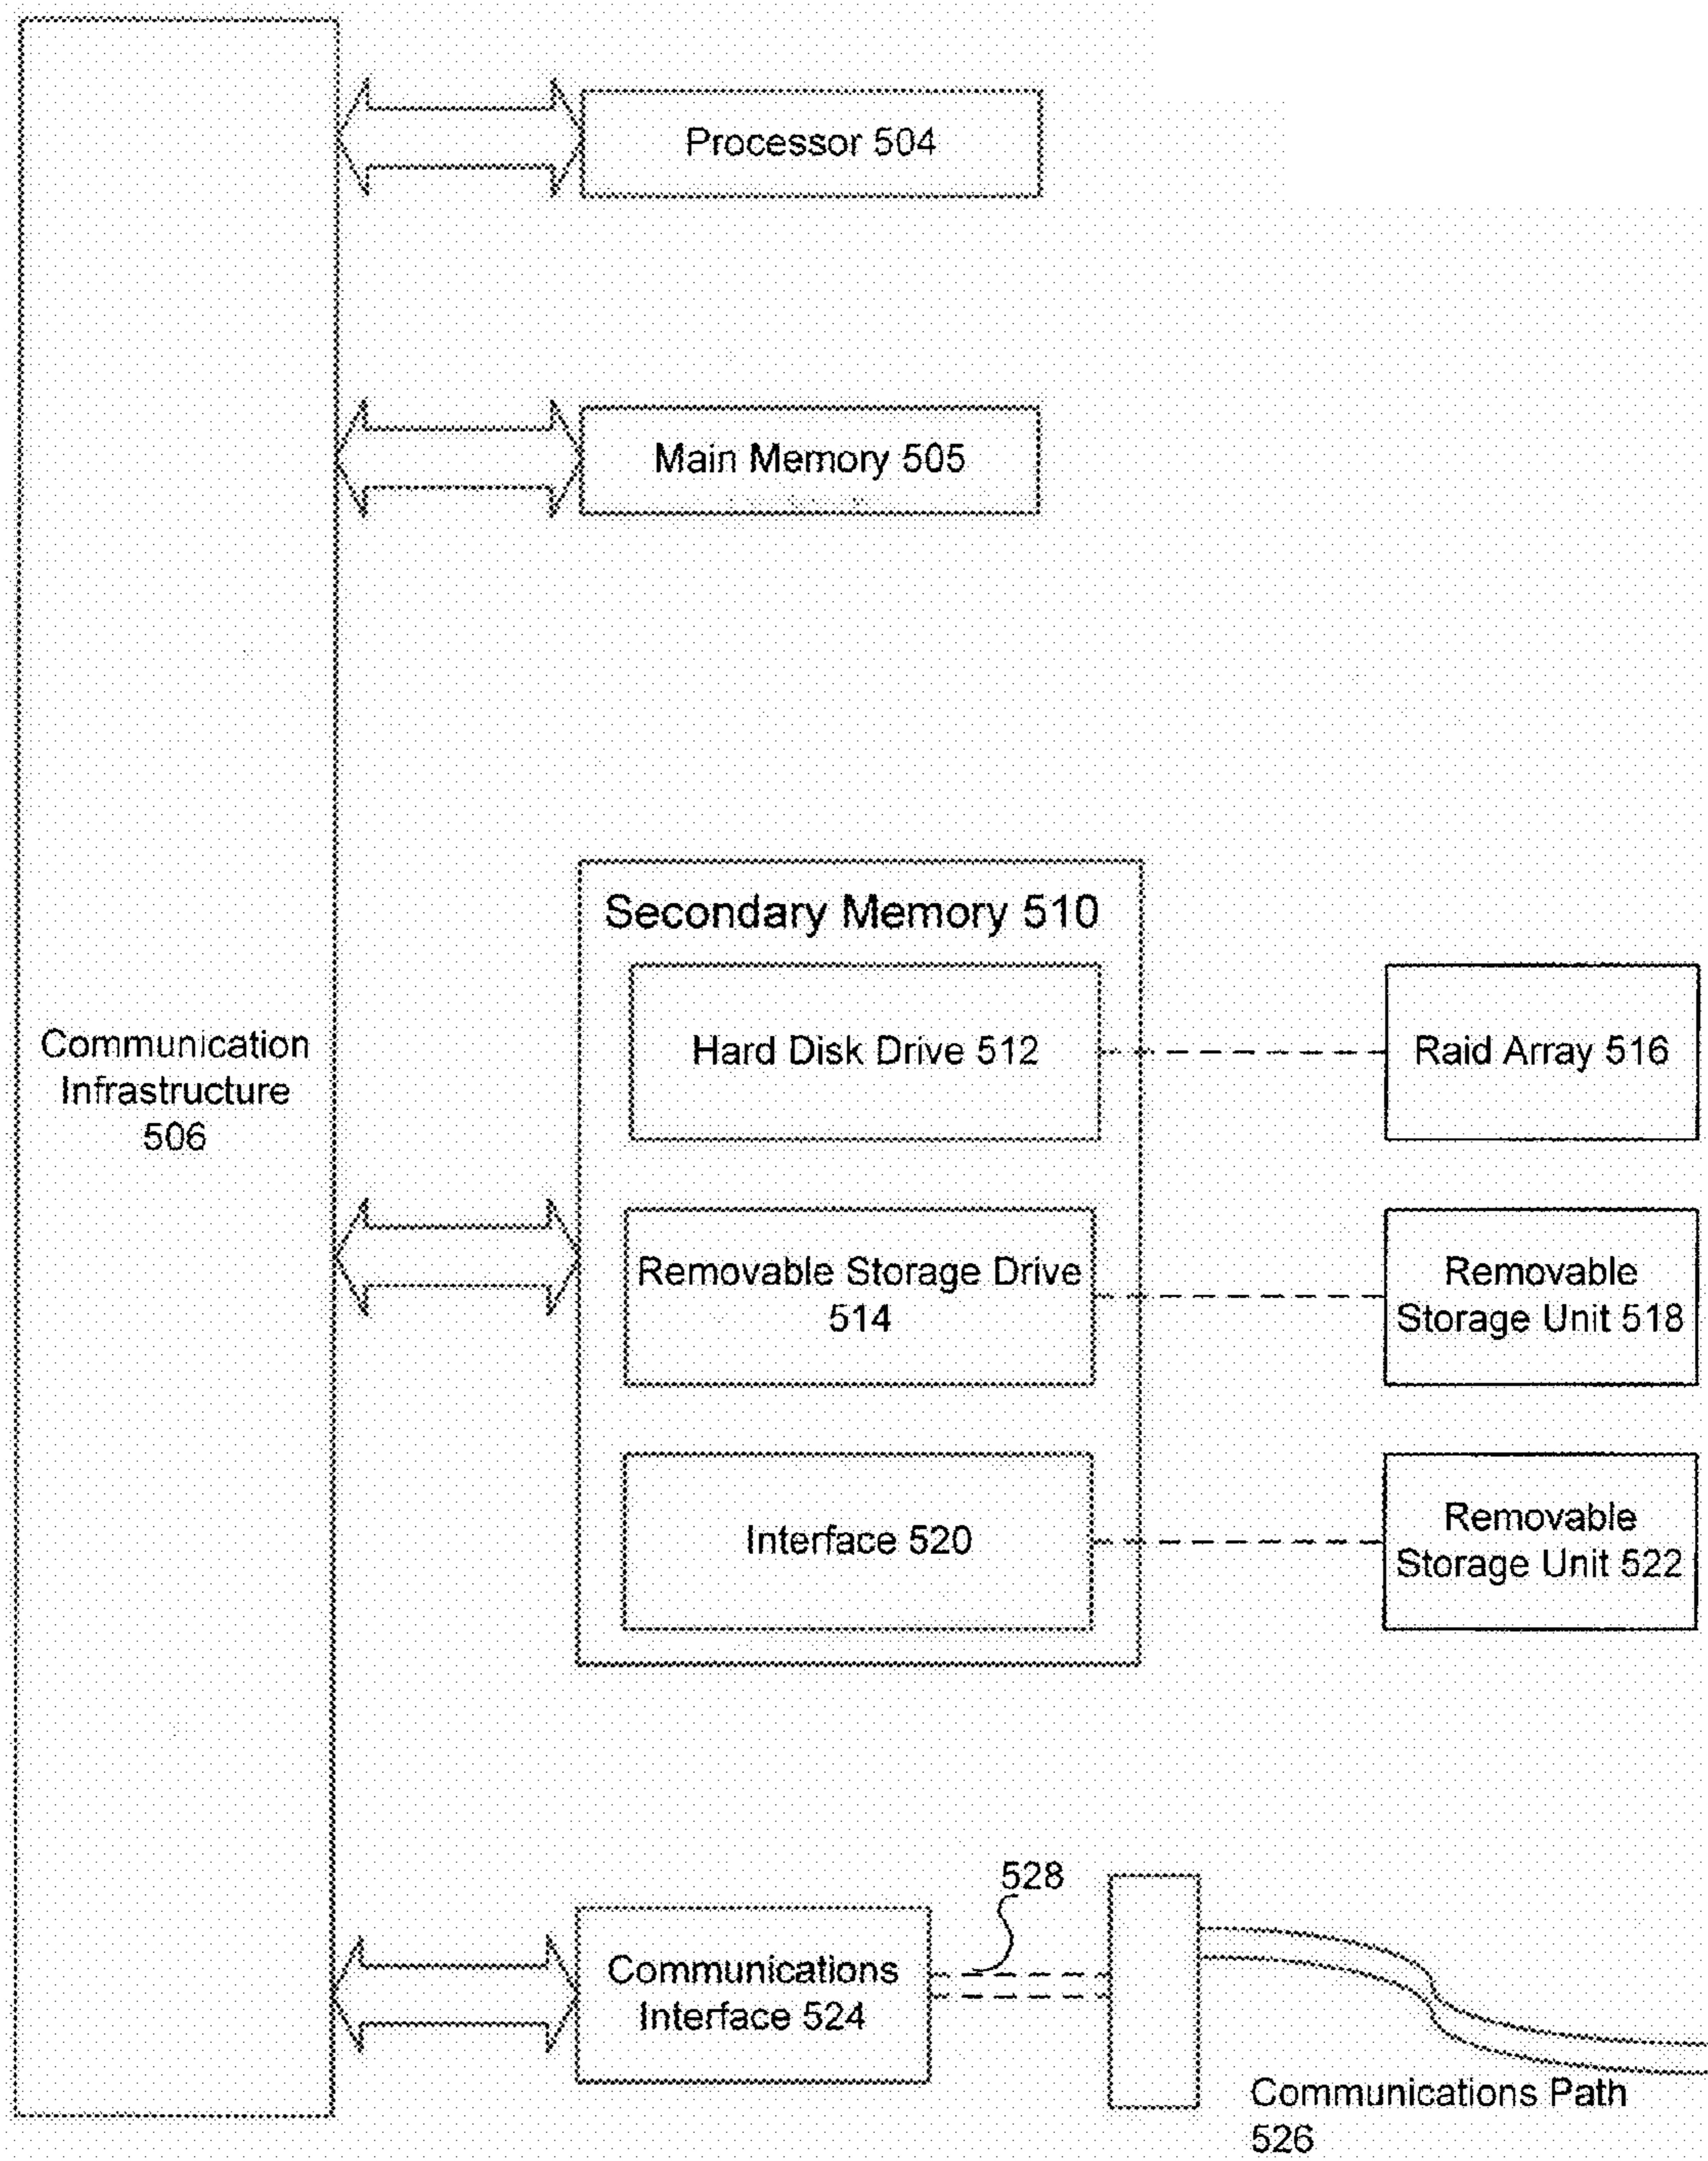 Processor 504
Main Memory 505
Communication
Infrastructure
506
Secondary Memory 510
Hard Disk Drive 512
Raid Array 516
Removable Storage Drive
514
Removable
Storage Unit 518
Interface 520
Removable
Storage Unit 522
528
Communications
Interface 524
Communications Path
526